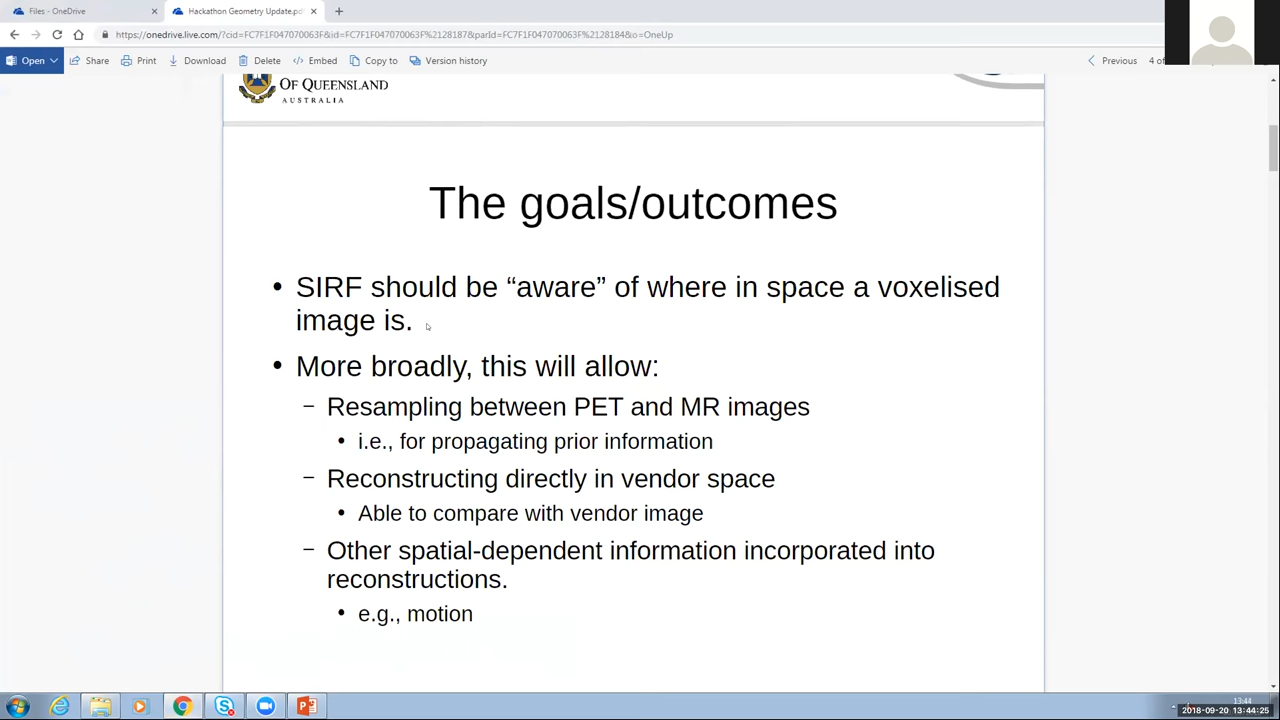 Files - OneDrive
Hackathon Geometry Update.pdf
https://onedrive.live.com/?cid=FC7F1F047070063F&id=FC7F1F047070063F%2128187&parId=FC7F1F047070063F%2128184&o=OneUp
Open Share Print Download Delete Embed Copy to Version history Previous 4 of
OF QUEENSLAND
AUSTRALIA
The goals/outcomes
• SIRF should be “aware” of where in space a voxelised
image is.
• More broadly, this will allow:
– Resampling between PET and MR images
• i.e., for propagating prior information
– Reconstructing directly in vendor space
• Able to compare with vendor image
– Other spatial-dependent information incorporated into
reconstructions.
• e.g., motion
13:44
2018-09-20 13:44:25